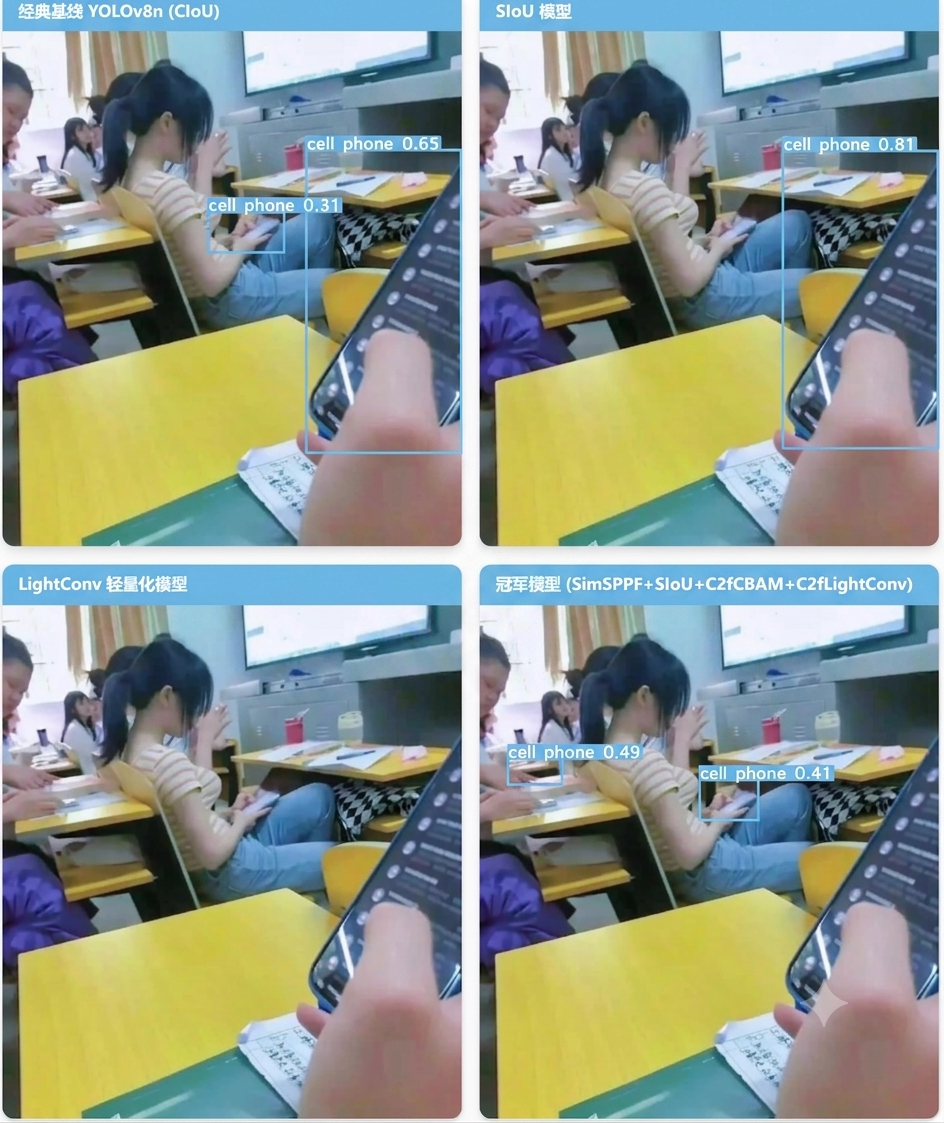 经典基线 YOLOv8n (CIoU)
SIoU 模型
cell phone 0.65
cell phone 0.31
cell phone 0.81
LightConv 轻量化模型
冠军模型 (SimSPPF+SIoU+C2fCBAM+C2fLightConv)
cell phone 0.49
cell phone 0.41